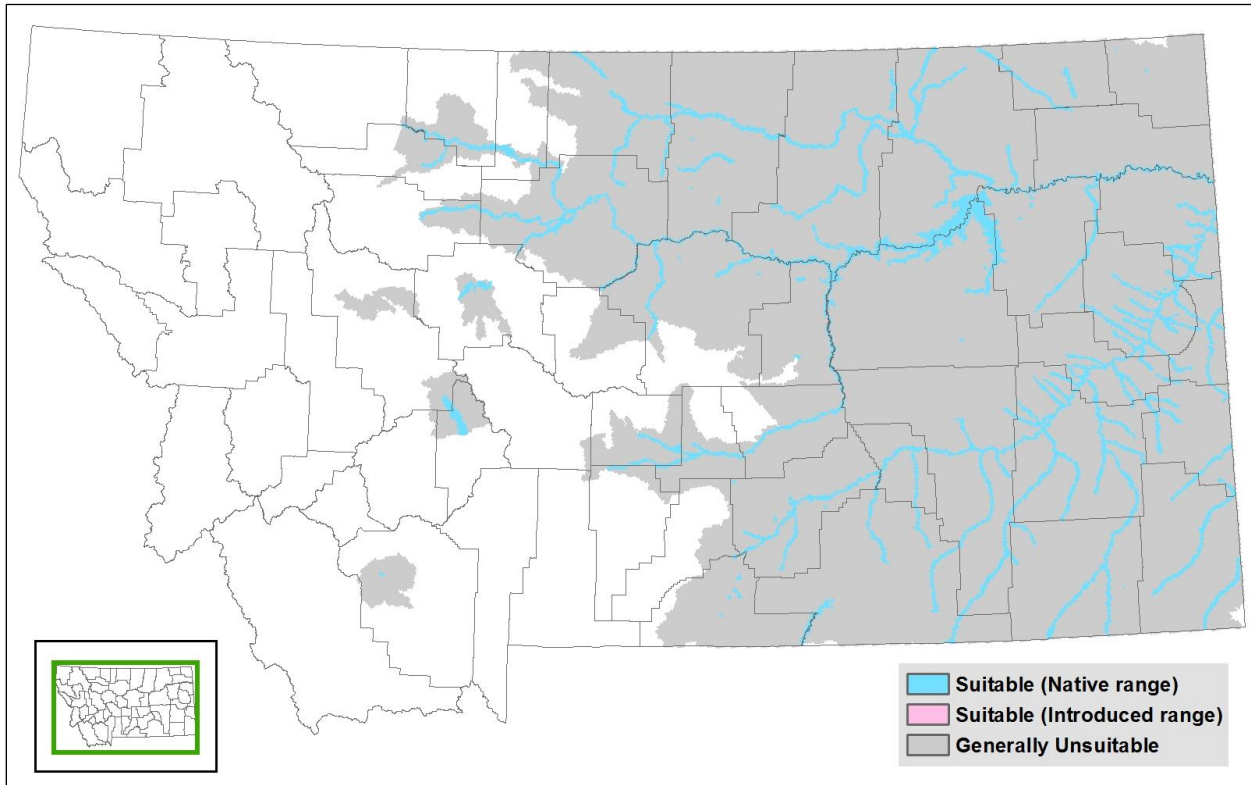 Suitable (Native range)
Suitable (Introduced range)
Generally Unsuitable